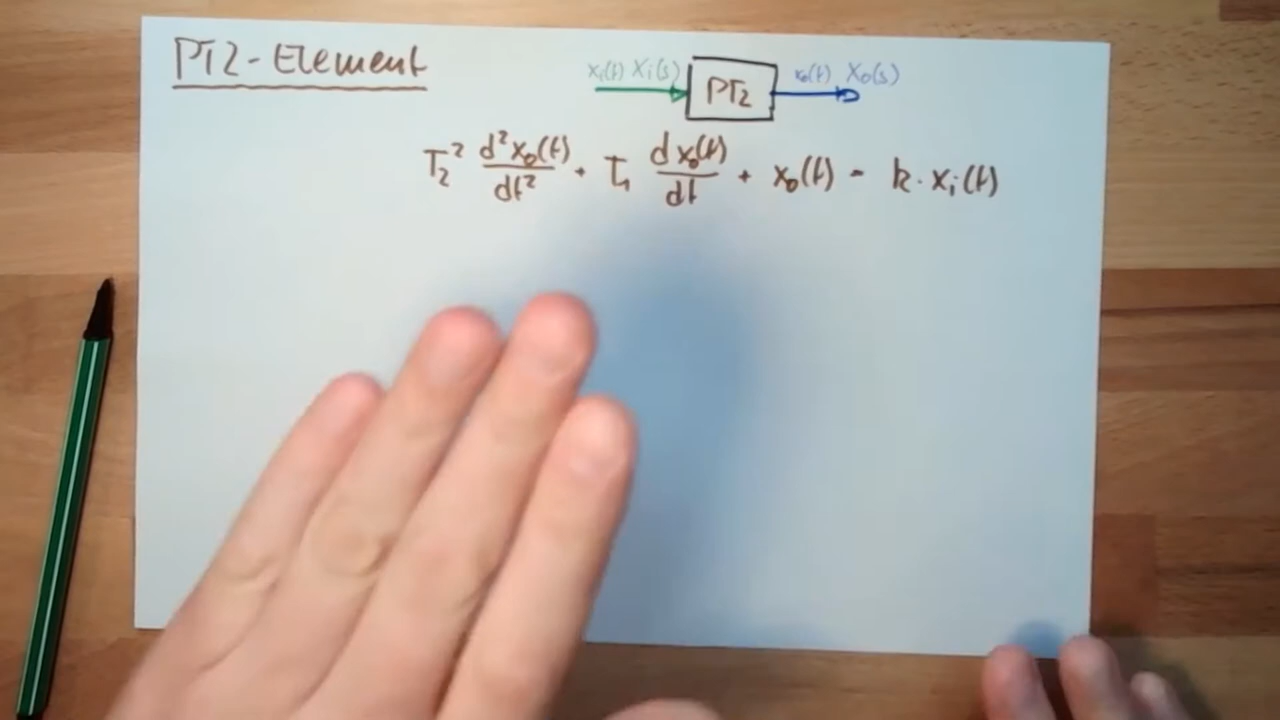 PT2-Element
xi(t) Xi(s) PT2 xo(t) Xo(s)
T₂² d²xo(t)/dt² + T₁ dxo(t)/dt + xo(t) = k · xi(t)